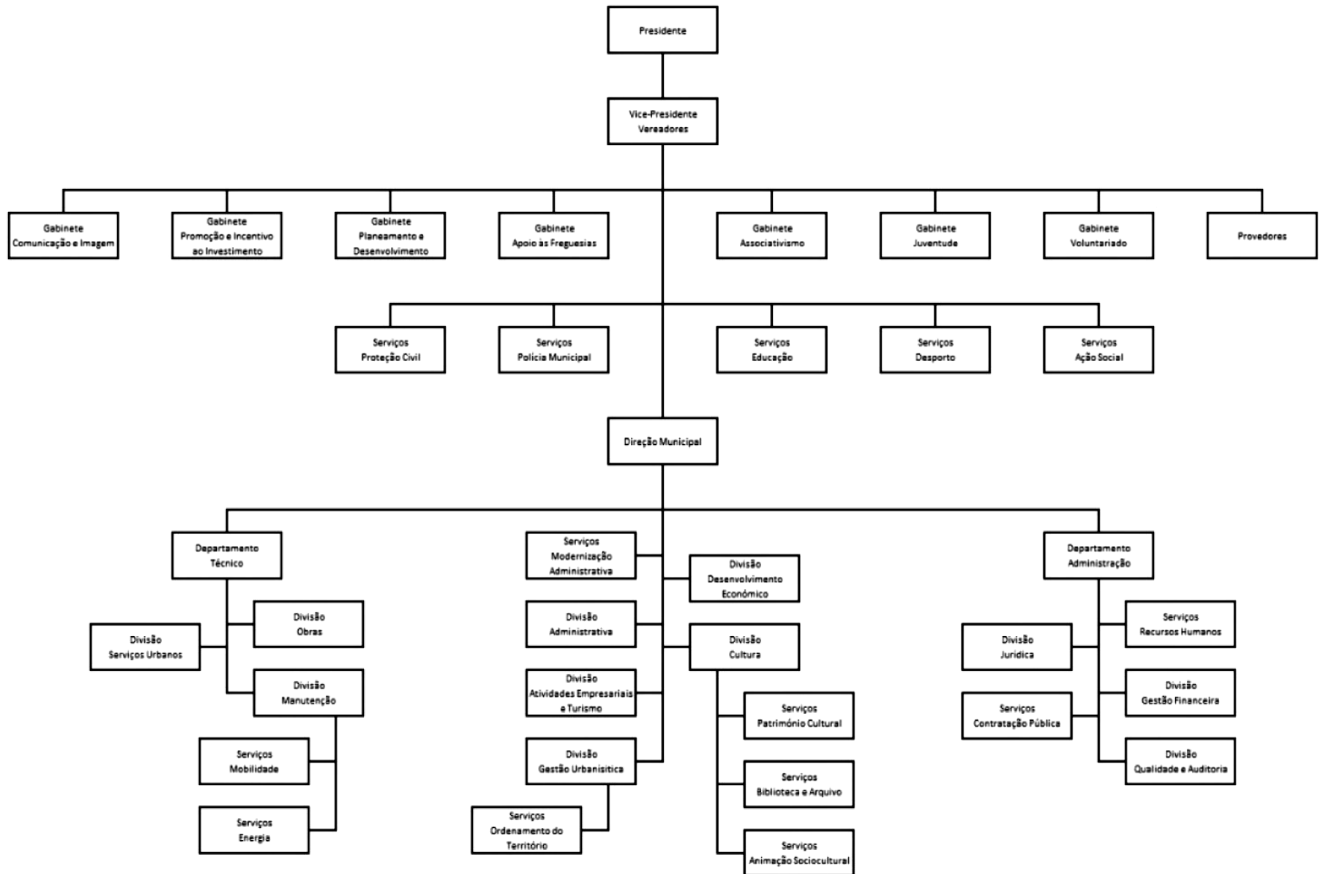 Presidente
Vice-Presidente
Vereadores
Gabinete
Comunicação e Imagem
Gabinete
Promoção e Incentivo
ao Investimento
Gabinete
Planeamento e
Desenvolvimento
Gabinete
Apoio às Freguesias
Gabinete
Associativismo
Gabinete
Juventude
Gabinete
Voluntariado
Provedores
Serviços
Proteção Civil
Serviços
Polícia Municipal
Serviços
Educação
Serviços
Desporto
Serviços
Ação Social
Direção Municipal
Departamento
Técnico
Divisão
Obras
Divisão
Serviços Urbanos
Divisão
Manutenção
Serviços
Mobilidade
Serviços
Energia
Serviços
Modernização
Administrativa
Divisão
Desenvolvimento
Económico
Divisão
Administrativa
Divisão
Cultura
Divisão
Atividades Empresariais
e Turismo
Serviços
Património Cultural
Divisão
Gestão Urbanisitica
Serviços
Biblioteca e Arquivo
Serviços
Ordenamento do
Território
Serviços
Animação Sociocultural
Departamento
Administração
Serviços
Recursos Humanos
Divisão
Jurídica
Divisão
Gestão Financeira
Serviços
Contratação Pública
Divisão
Qualidade e Auditoria